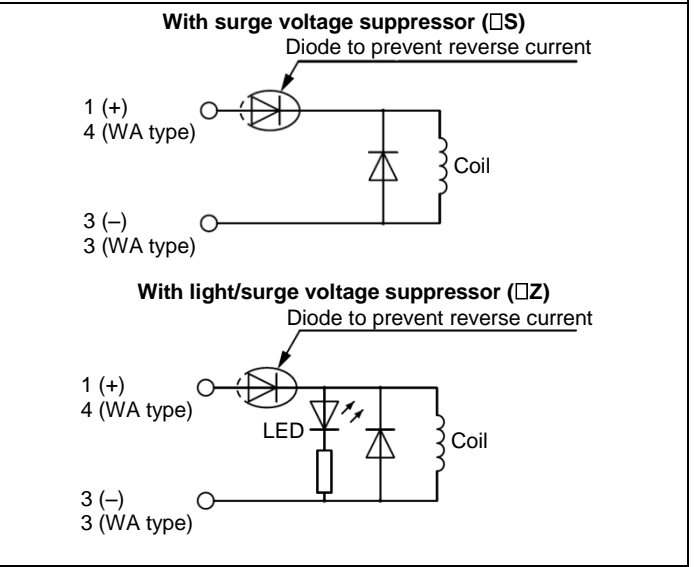 With surge voltage suppressor (□S)
Diode to prevent reverse current
1 (+)
4 (WA type)
Coil
3 (–)
3 (WA type)
With light/surge voltage suppressor (□Z)
Diode to prevent reverse current
1 (+)
4 (WA type)
LED
Coil
3 (–)
3 (WA type)